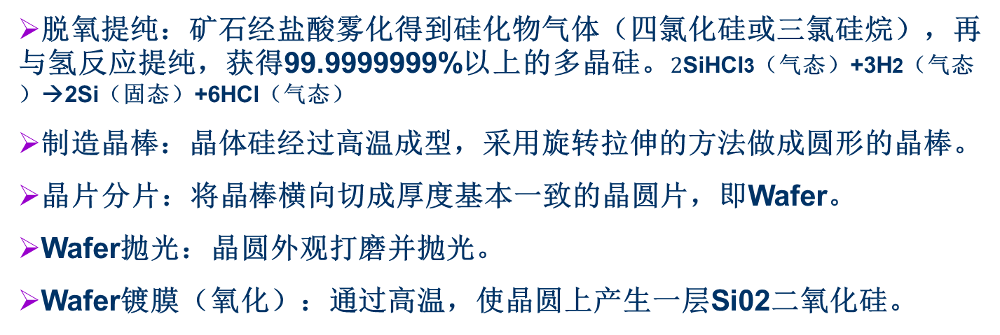 ➢脱氧提纯：矿石经盐酸雾化得到硅化物气体（四氯化硅或三氯硅烷），再
与氢反应提纯，获得99.9999999%以上的多晶硅。2SiHCl3（气态）+3H2（气态
）→2Si（固态）+6HCl（气态）
➢制造晶棒：晶体硅经过高温成型，采用旋转拉伸的方法做成圆形的晶棒。
➢晶片分片：将晶棒横向切成厚度基本一致的晶圆片，即Wafer。
➢Wafer抛光：晶圆外观打磨并抛光。
➢Wafer镀膜（氧化）：通过高温，使晶圆上产生一层Si02二氧化硅。